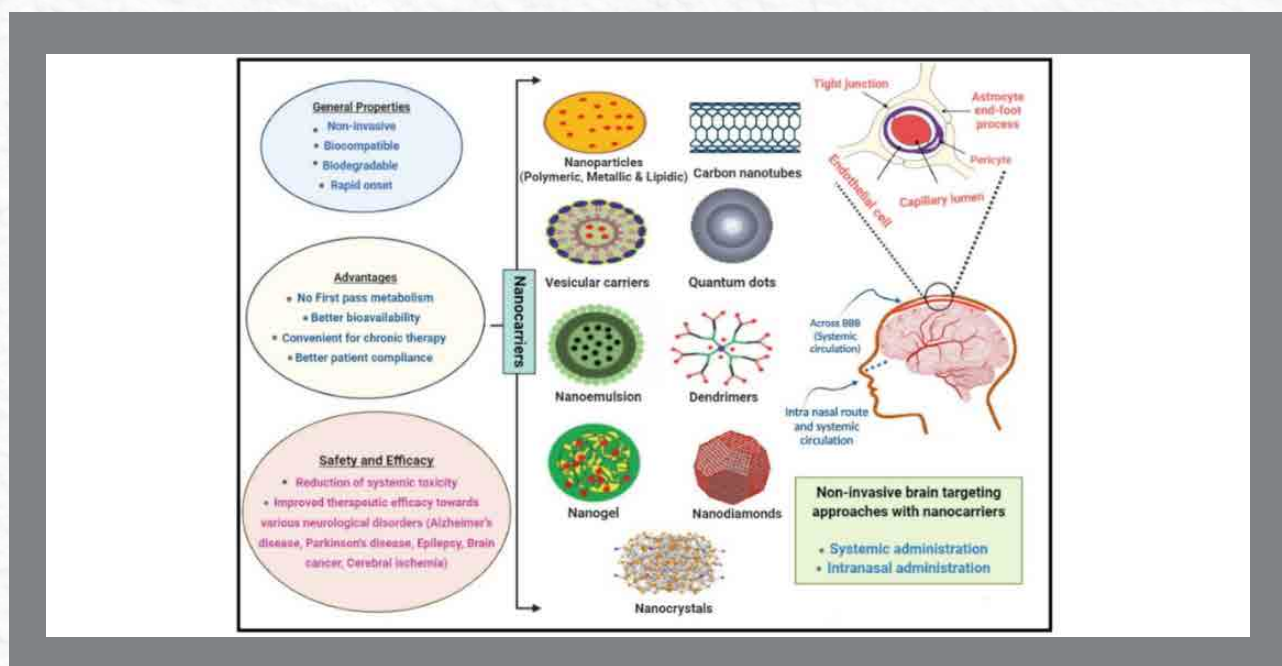 General Properties
• Non-invasive
• Biocompatible
• Biodegradable
• Rapid onset
Advantages
• No First pass metabolism
• Better bioavailability
• Convenient for chronic therapy
• Better patient compliance
Safety and Efficacy
• Reduction of systemic toxicity
• Improved therapeutic efficacy towards
various neurological disorders (Alzheimer's
disease, Parkinson's disease, Epilepsy, Brain
cancer, Cerebral ischemia)
Nanocarriers
Nanoparticles
(Polymeric, Metallic & Lipidic)
Carbon nanotubes
Vesicular carriers
Quantum dots
Nanoemulsion
Dendrimers
Nanogel
Nanodiamonds
Nanocrystals
Tight junction
Astrocyte
end-foot
process
Pericyte
Capillary lumen
Endothelial cell
Across BBB
(Systemic
circulation)
Intra nasal route
and systemic
circulation
Non-invasive brain targeting
approaches with nanocarriers
• Systemic administration
• Intranasal administration